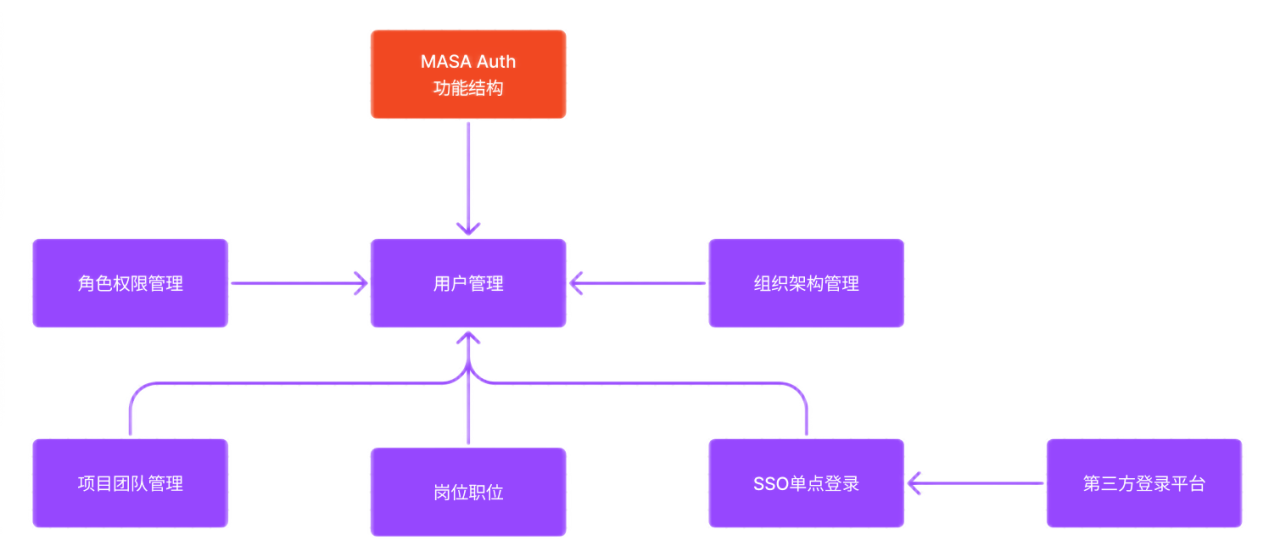 MASA Auth
功能结构
角色权限管理
用户管理
组织架构管理
项目团队管理
岗位职位
SSO单点登录
第三方登录平台